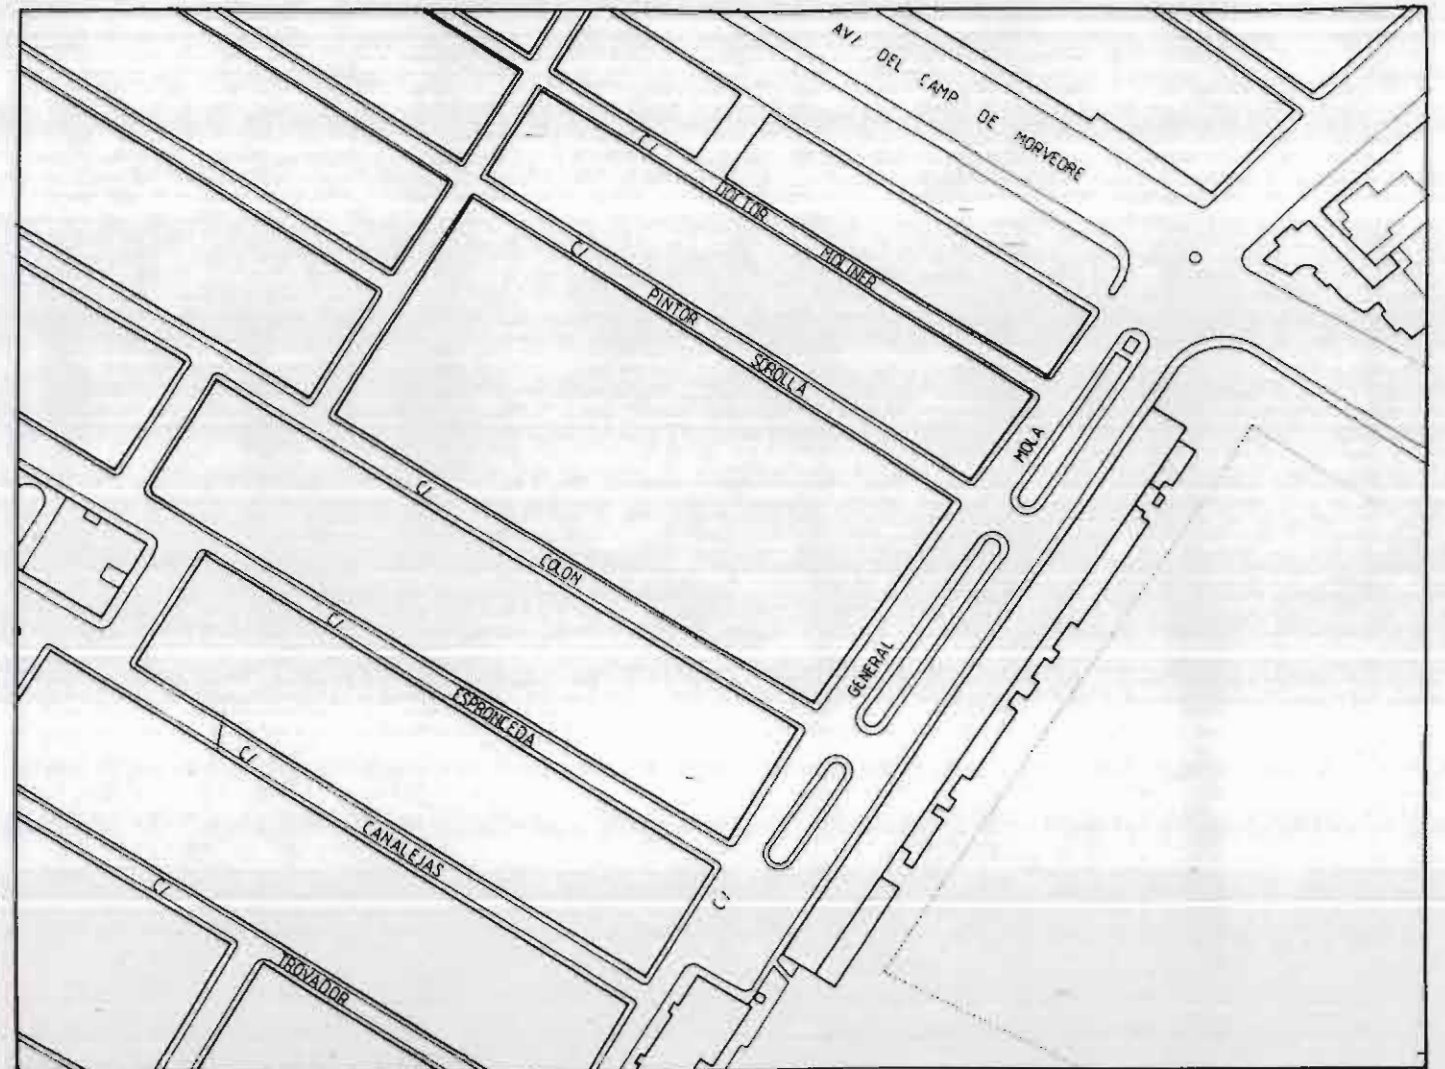 AV/ DEL CAMP DE MORVEDRE
C/ DOCTOR MOLINER
C/ PINTOR SOROLLA
C/ COLON
C/ ESPRONCEDA
C/ CANALEJAS
C/ TROVADOR
C/ GENERAL MOLA